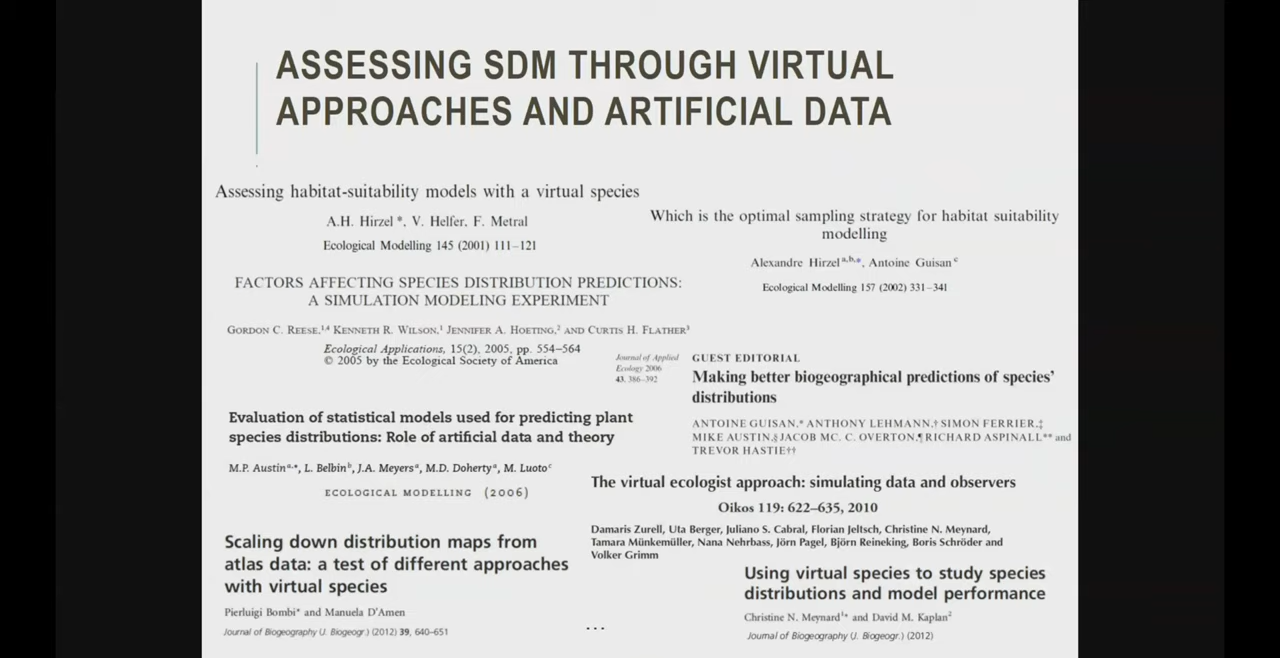 ASSESSING SDM THROUGH VIRTUAL
APPROACHES AND ARTIFICIAL DATA
Assessing habitat-suitability models with a virtual species
A.H. Hirzel *, V. Helfer, F. Metral
Ecological Modelling 145 (2001) 111–121
Which is the optimal sampling strategy for habitat suitability
modelling
Alexandre Hirzel a,b,*, Antoine Guisan c
Ecological Modelling 157 (2002) 331–341
FACTORS AFFECTING SPECIES DISTRIBUTION PREDICTIONS:
A SIMULATION MODELING EXPERIMENT
GORDON C. REESE,1,4 KENNETH R. WILSON,1 JENNIFER A. HOETING,2 AND CURTIS H. FLATHER3
Ecological Applications, 15(2), 2005, pp. 554–564
© 2005 by the Ecological Society of America
Journal of Applied
Ecology 2006
43, 386–392
GUEST EDITORIAL
Making better biogeographical predictions of species’
distributions
ANTOINE GUISAN,* ANTHONY LEHMANN,† SIMON FERRIER,‡
MIKE AUSTIN,§ JACOB MC. C. OVERTON,¶ RICHARD ASPINALL** and
TREVOR HASTIE††
Evaluation of statistical models used for predicting plant
species distributions: Role of artificial data and theory
M.P. Austin a,*, L. Belbin b, J.A. Meyers a, M.D. Doherty a, M. Luoto c
ECOLOGICAL MODELLING (2006)
The virtual ecologist approach: simulating data and observers
Oikos 119: 622–635, 2010
Damaris Zurell, Uta Berger, Juliano S. Cabral, Florian Jeltsch, Christine N. Meynard,
Tamara Münkemüller, Nana Nehrbass, Jörn Pagel, Björn Reineking, Boris Schröder and
Volker Grimm
Scaling down distribution maps from
atlas data: a test of different approaches
with virtual species
Pierluigi Bombi* and Manuela D’Amen
Journal of Biogeography (J. Biogeogr.) (2012) 39, 640–651
...
Using virtual species to study species
distributions and model performance
Christine N. Meynard1* and David M. Kaplan2
Journal of Biogeography (J. Biogeogr.) (2012)